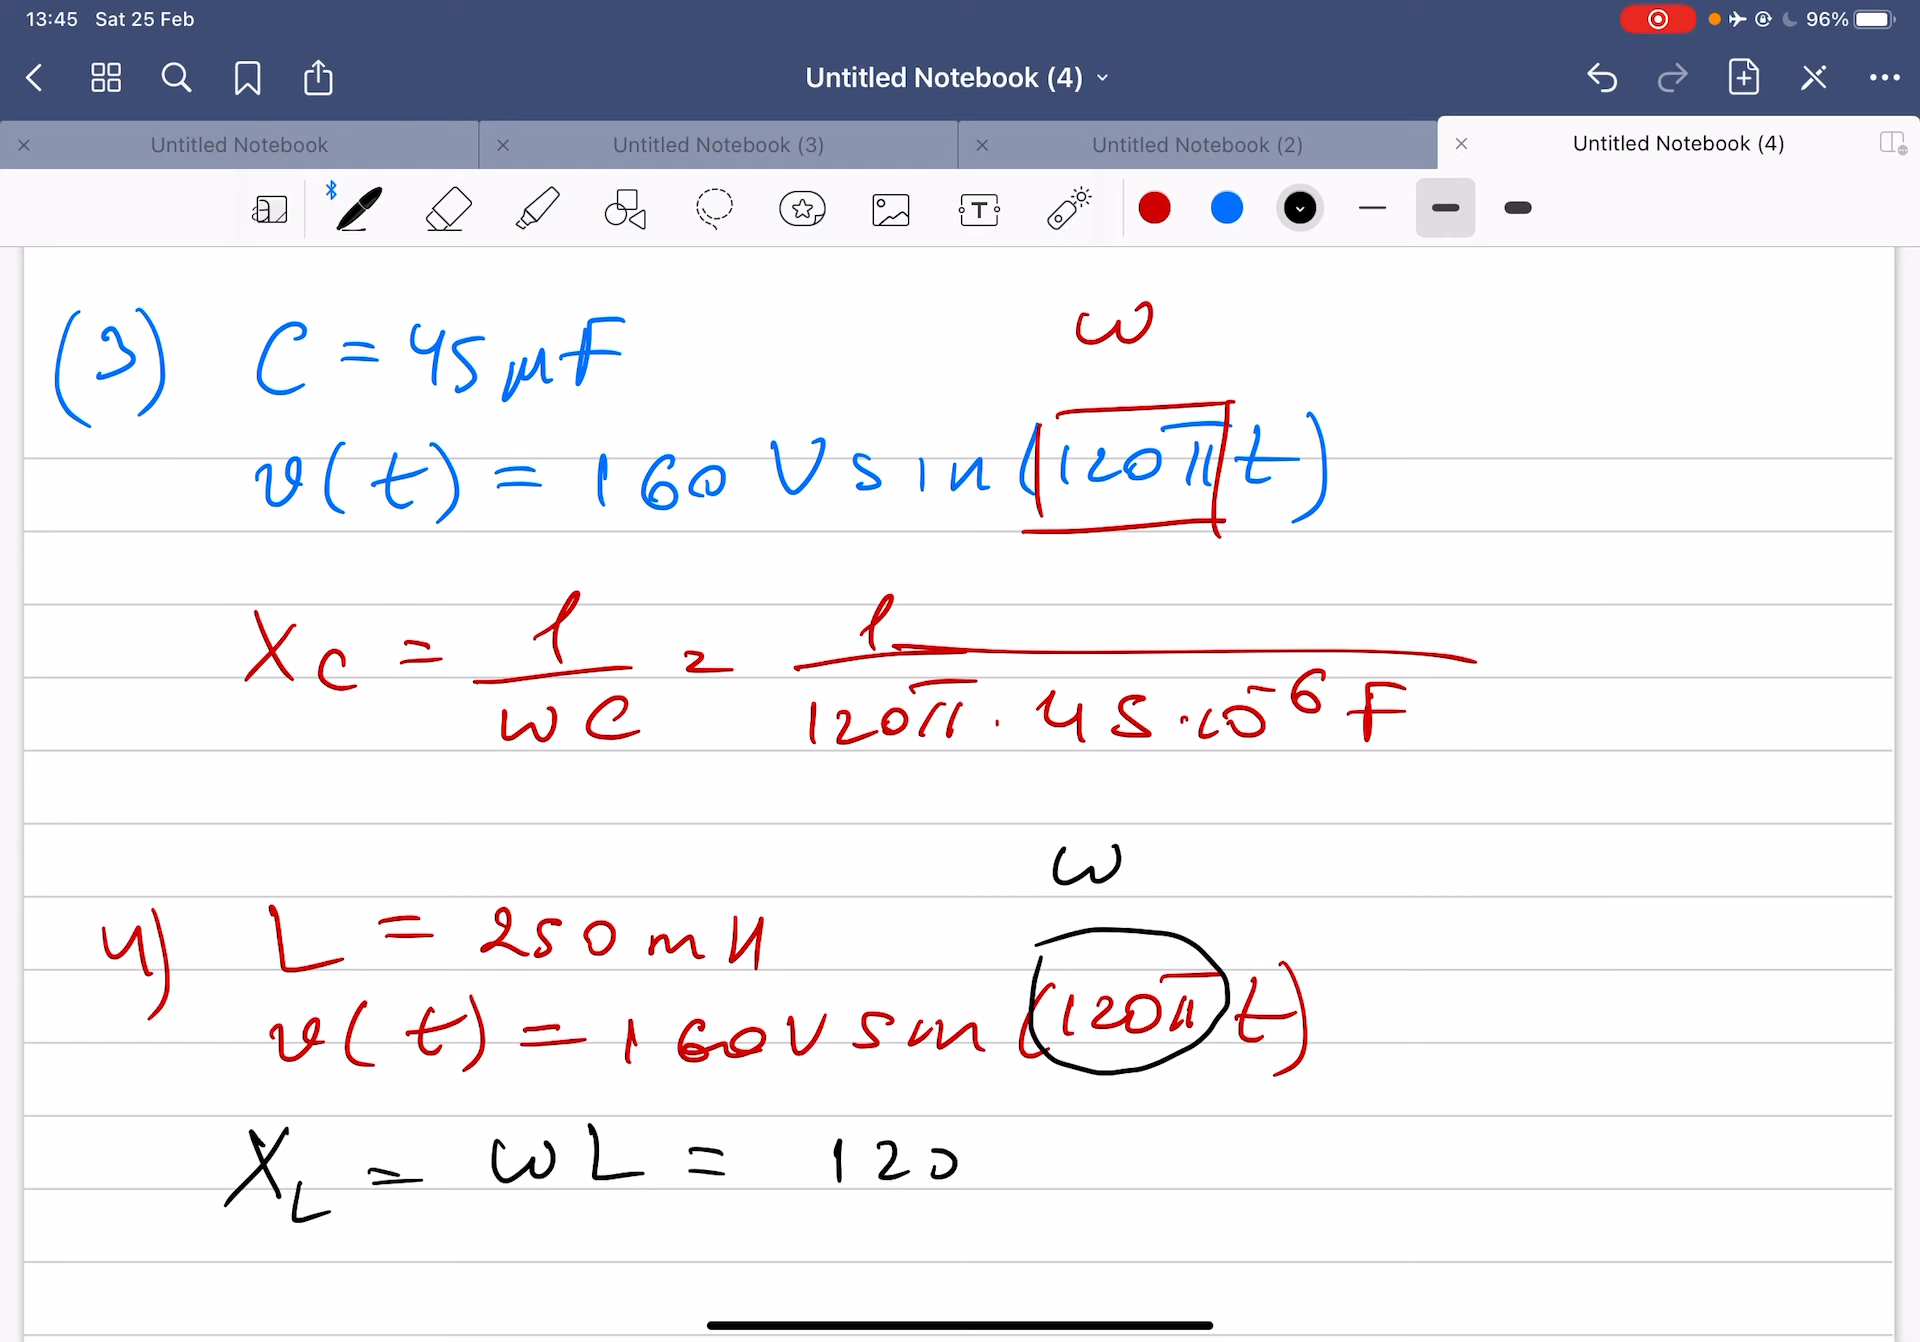 13:45 Sat 25 Feb 96%
Untitled Notebook (4)
Untitled Notebook Untitled Notebook (3) Untitled Notebook (2) Untitled Notebook (4)
ω
(3) C = 45 μF
v(t) = 160 V sin(120π t)
X_C = 1/ωC = 1/(120π · 45 · 10^-6 F)
ω
4) L = 250 mH
v(t) = 160 V sin(120π t)
X_L = ωL = 120